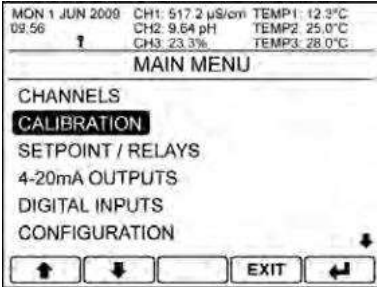 MON 1 JUN 2009 CH1: 517.2 µS/cm TEMP1: 12.3°C
09:56 CH2: 9.64 pH TEMP2: 25.0°C
CH3: 23.3% TEMP3: 28.0°C
MAIN MENU
CHANNELS
CALIBRATION
SETPOINT / RELAYS
4-20mA OUTPUTS
DIGITAL INPUTS
CONFIGURATION
EXIT